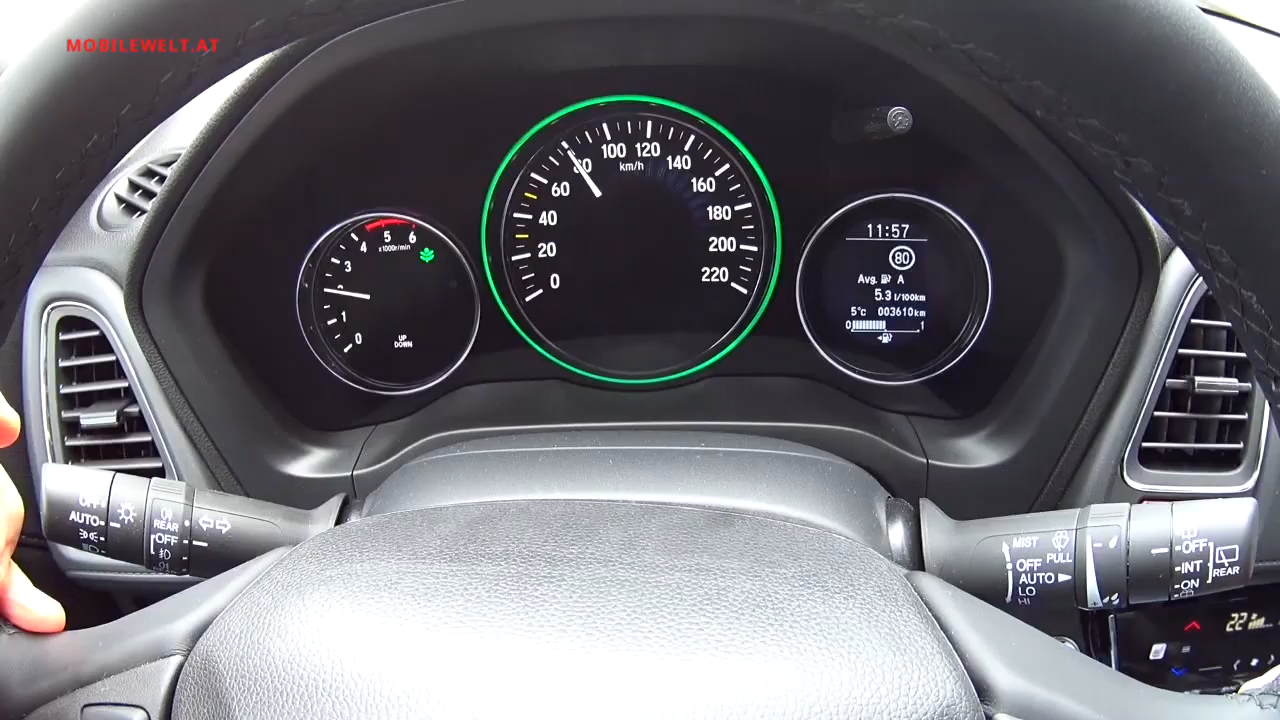 MOBILEWELT.AT
0
1
3
4
5
6
x1000r/min
UP
DOWN
0
20
40
60
80
100
120
140
160
180
200
220
km/h
11:57
80
Avg. A
5.3 l/100km
5°c 003610km
0 1
OFF
AUTO
REAR
OFF
MIST
PULL
OFF
AUTO
LO
HI
OFF
INT
ON
REAR
22